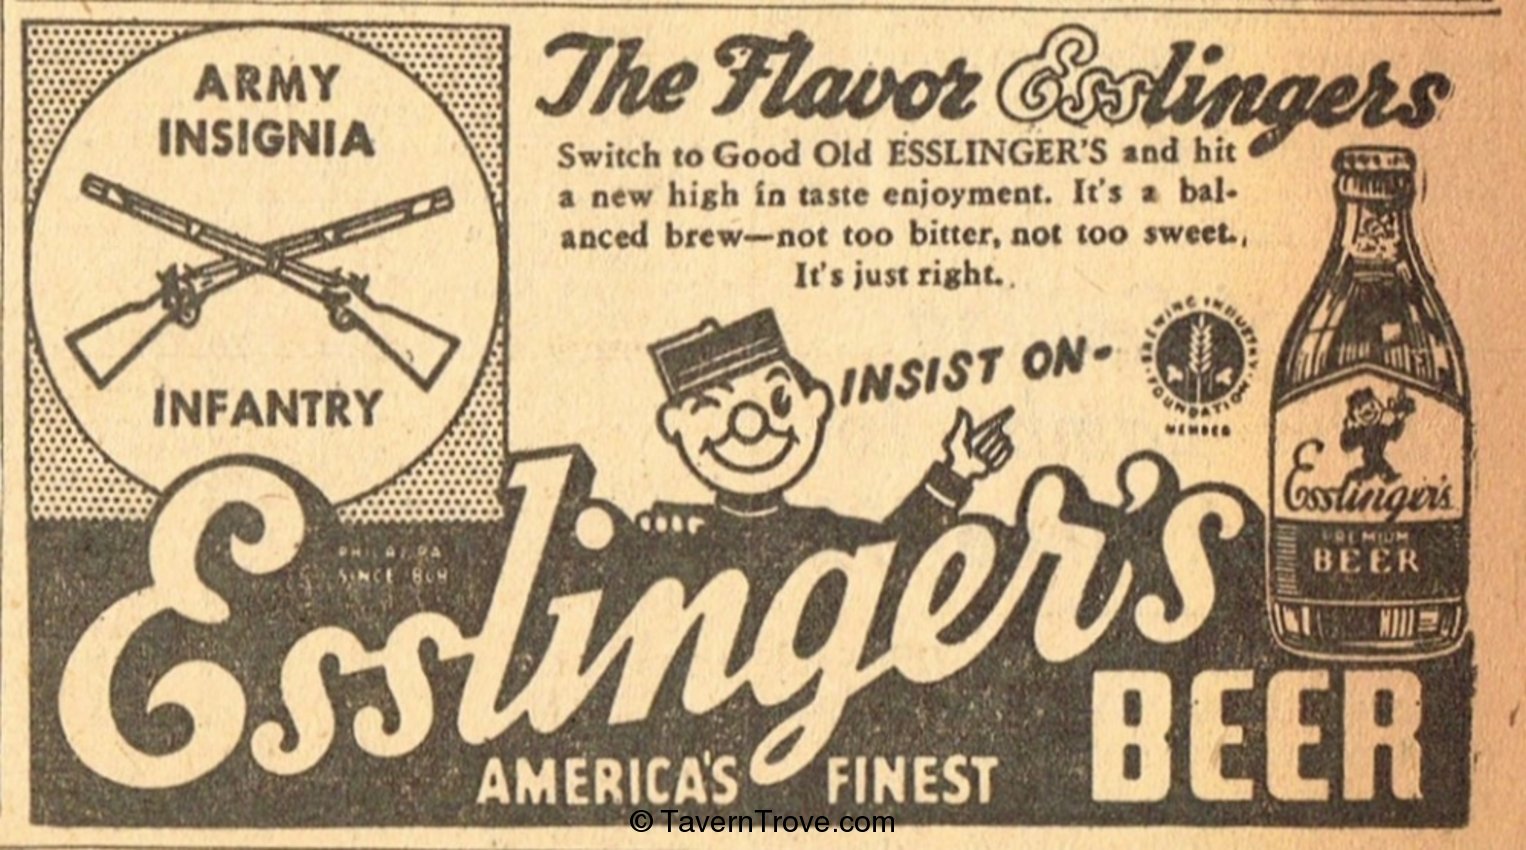 ARMY
INSIGNIA
INFANTRY
The Flavor Esslingers
Switch to Good Old ESSLINGER'S and hit
a new high in taste enjoyment. It's a bal-
anced brew—not too bitter, not too sweet.
It's just right.
INSIST ON-
BREWING INDUSTRY
FOUNDATION
MEMBER
Esslinger's
PREMIUM
BEER
PHILA., PA
SINCE 1868
Esslinger's
BEER
AMERICA'S FINEST
© TavernTrove.com